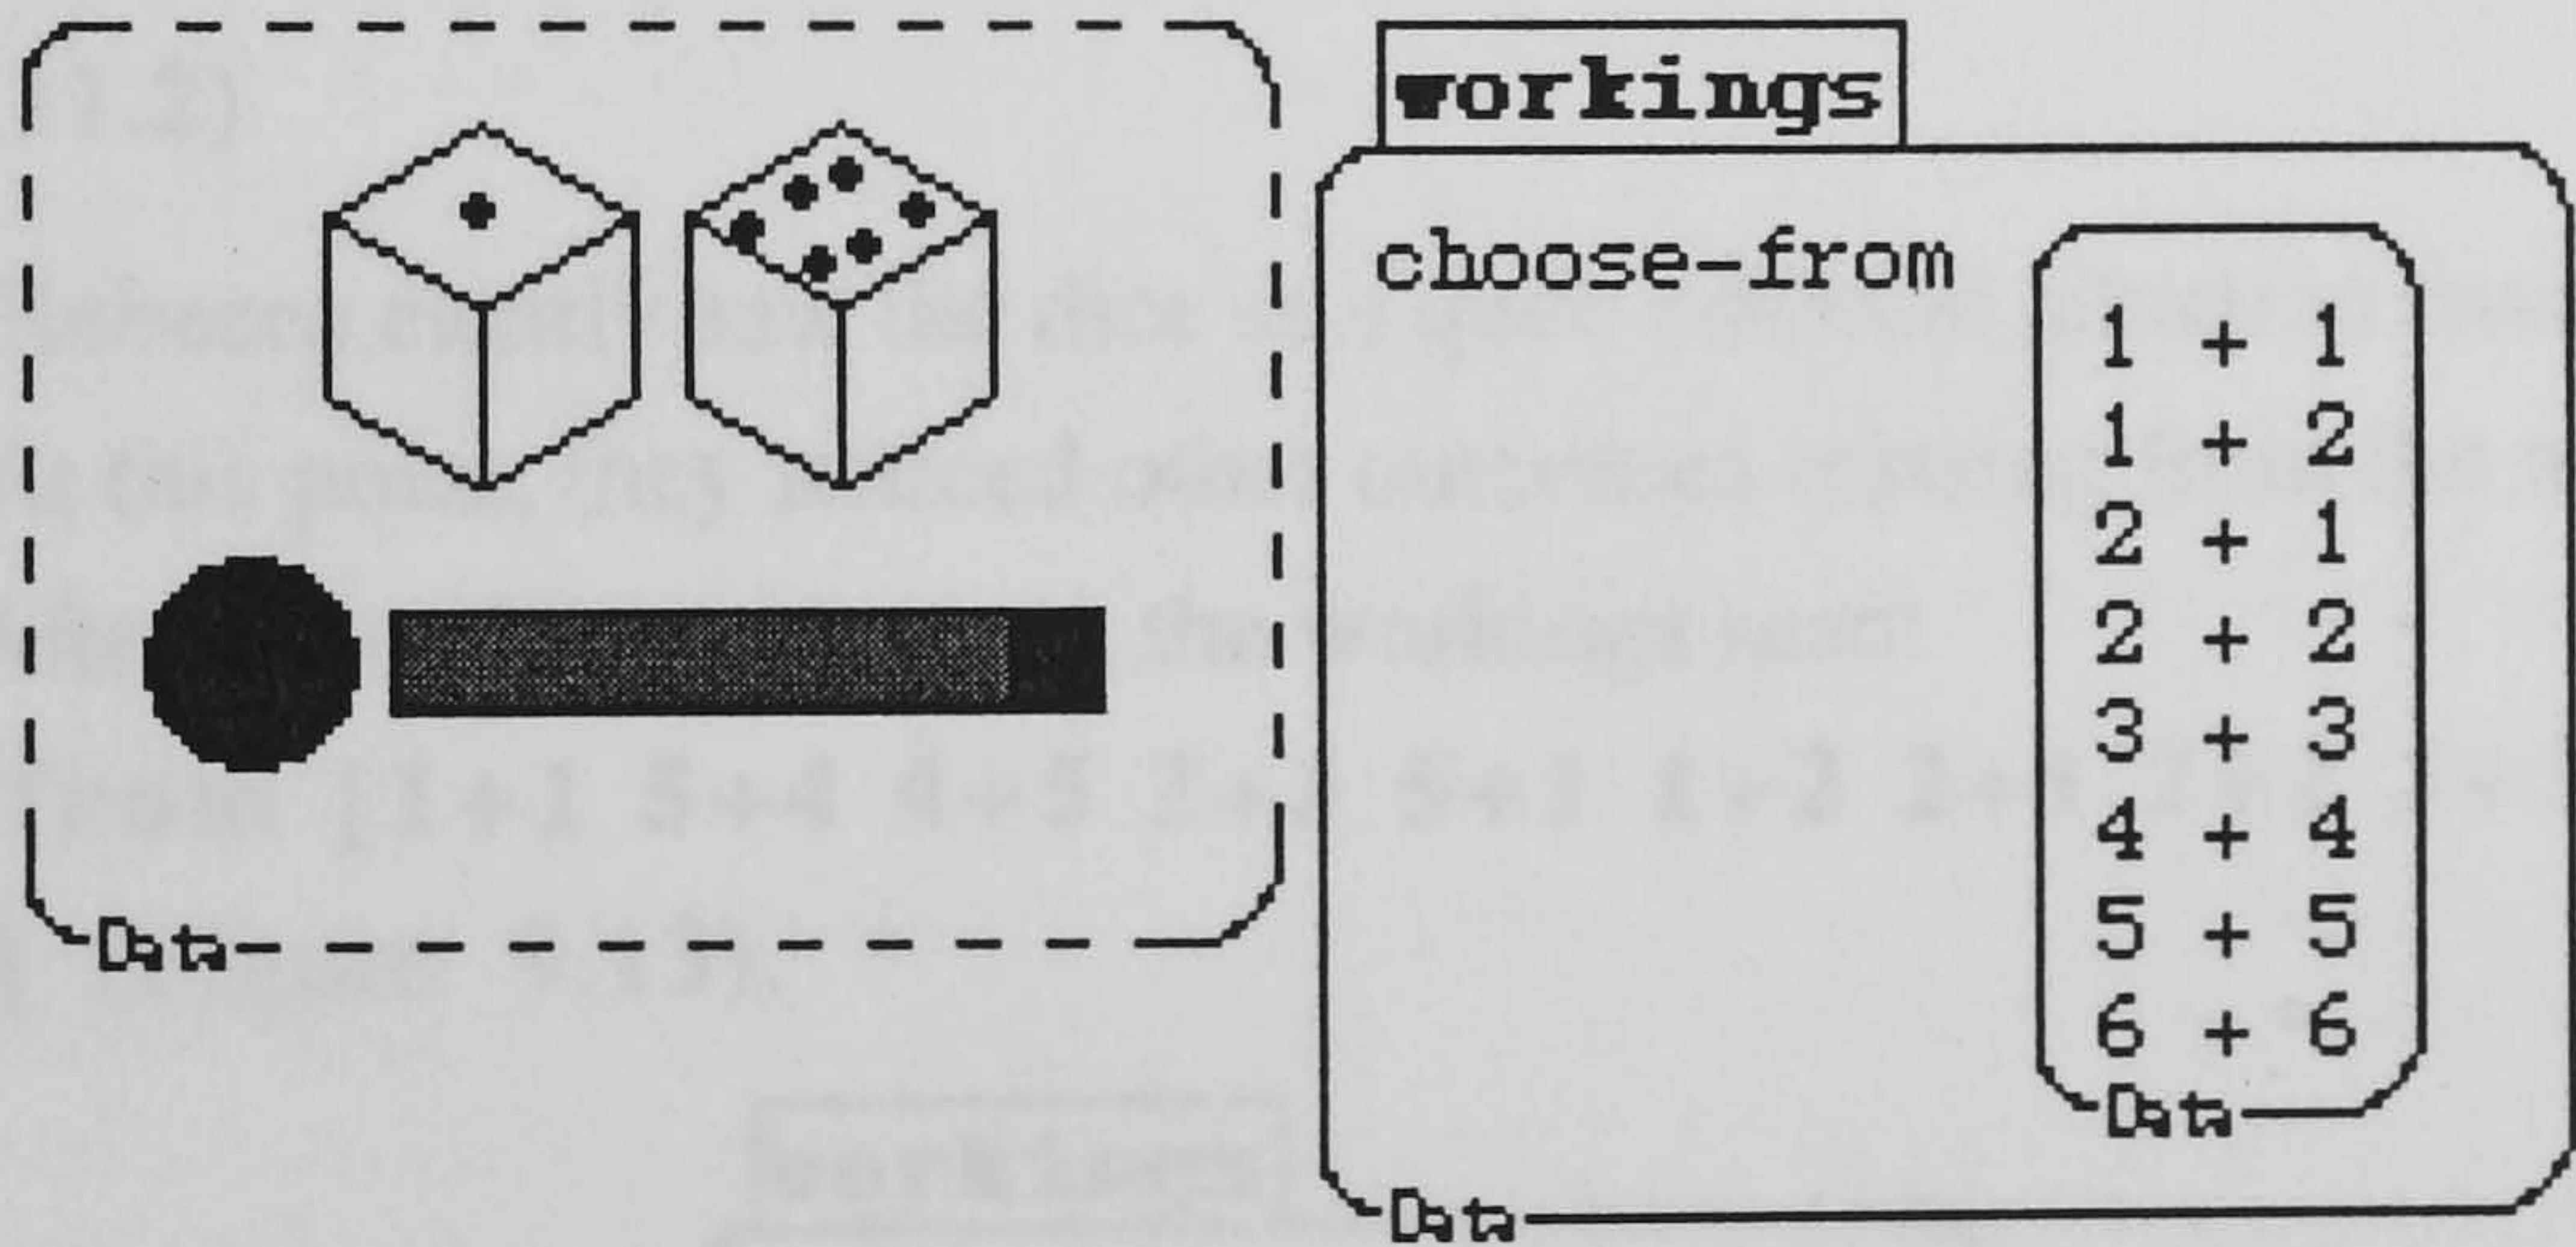 workings
choose-from
1 + 1
1 + 2
2 + 1
2 + 2
3 + 3
4 + 4
5 + 5
6 + 6
Data
Data
Data